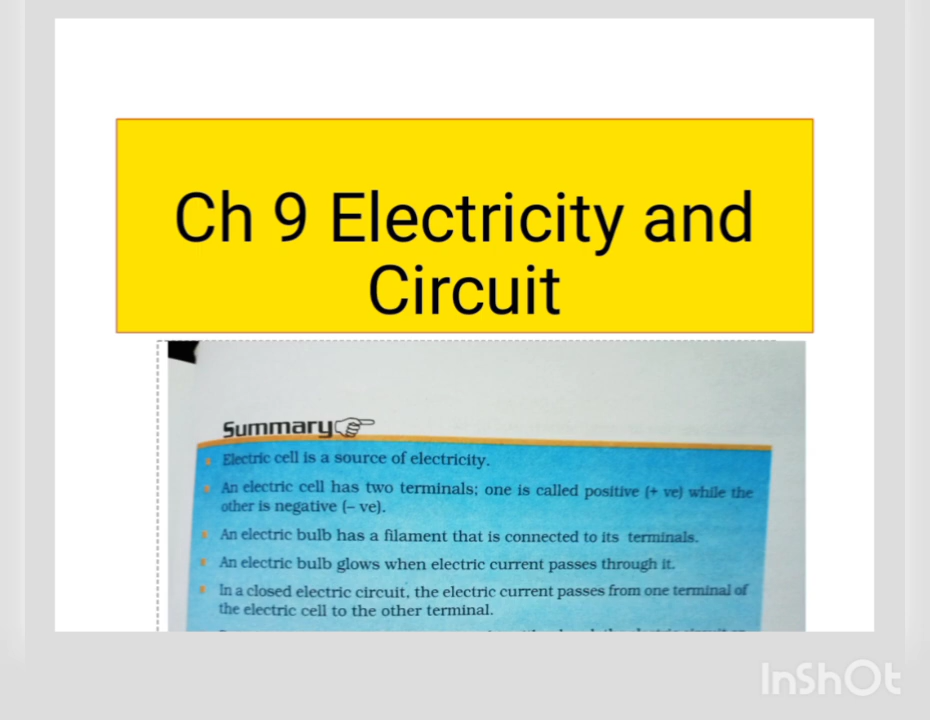 Ch 9 Electricity and
Circuit
Summary
Electric cell is a source of electricity.
An electric cell has two terminals; one is called positive (+ ve) while the
other is negative (– ve).
An electric bulb has a filament that is connected to its terminals.
An electric bulb glows when electric current passes through it.
In a closed electric circuit, the electric current passes from one terminal of
the electric cell to the other terminal.
InShOt